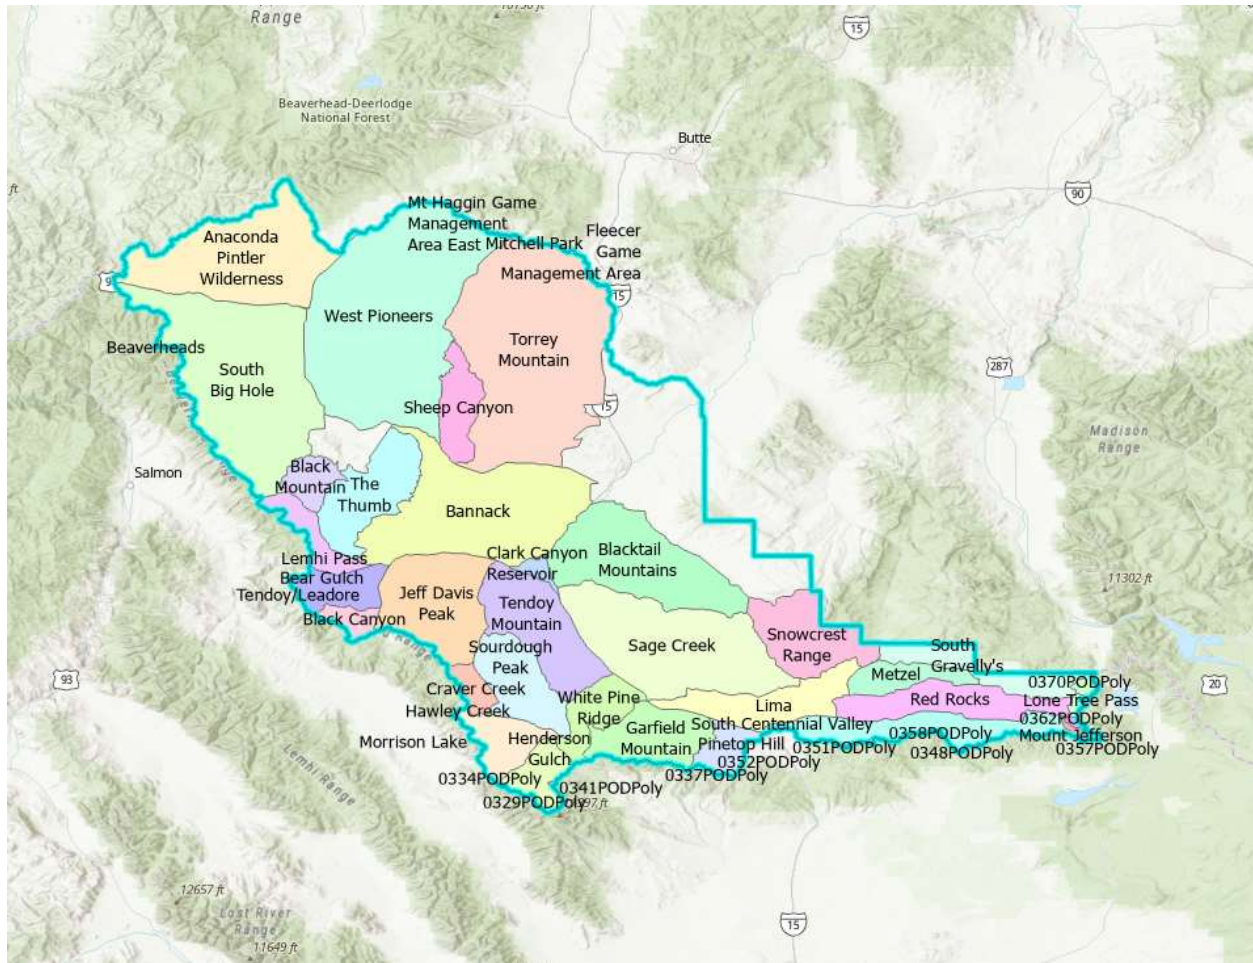 Range
15
Beaverhead-Deerlodge
National Forest
Butte
ft
90
Mt Haggin Game
Management
Area East
Mitchell Park
Fleecer
Game
Management Area
Anaconda
Pintler
Wilderness
9
15
West Pioneers
Torrey
Mountain
Beaverheads
South
Big Hole
287
Sheep Canyon
15
Madison
Range
Salmon
Black
Mountain
The
Thumb
Bannack
Lemhi Pass
Clark Canyon
Reservoir
Blacktail
Mountains
Bear Gulch
Tendoy/Leadore
Jeff Davis
Peak
Tendoy
Mountain
11302 ft
Black Canyon
Range
Sourdough
Peak
Sage Creek
Snowcrest
Range
South
Gravelly's
93
20
Metzel
0370PODPoly
Craver Creek
White Pine
Ridge
Lima
Red Rocks
Lone Tree Pass
Hawley Creek
0362PODPoly
Morrison Lake
Henderson
Gulch
Garfield
Mountain
South Centennial Valley
Pinetop Hill
0358PODPoly
Mount Jefferson
0351PODPoly
0348PODPoly
0357PODPoly
0352PODPoly
0337PODPoly
0334PODPoly
0341PODPoly
0329PODPoly
97 ft
Lemhi Range
12657 ft
Lost River
Range
11649 ft
15